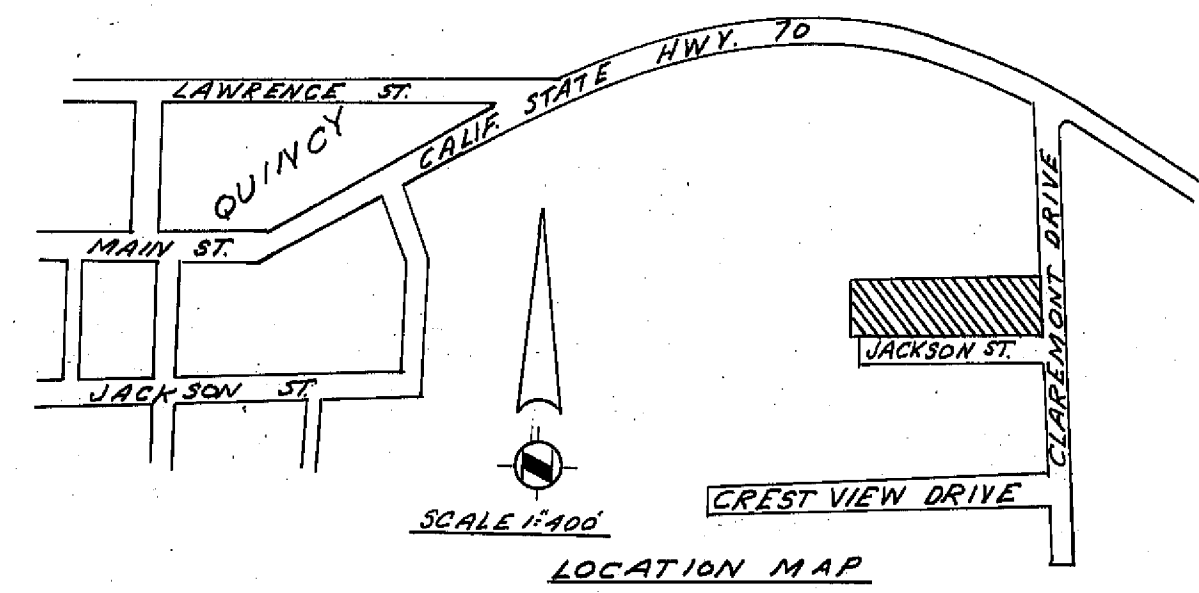 CALIF. STATE HWY. 70
LAWRENCE ST.
QUINCY
MAIN ST.
CLAREMONT DRIVE
JACKSON ST.
JACKSON ST.
CREST VIEW DRIVE
SCALE 1"=400'
LOCATION MAP